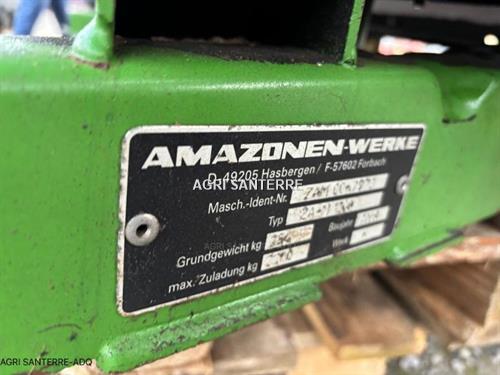 AMAZONEN-WERKE
D-49205 Hasbergen / F-57602 Forbach
AGRI SANTERRE
Masch.-Ident-Nr.
Typ
Baujahr
Grundgewicht kg
Werk
max. Zuladung kg
AGRI SANTERRE-ADQ